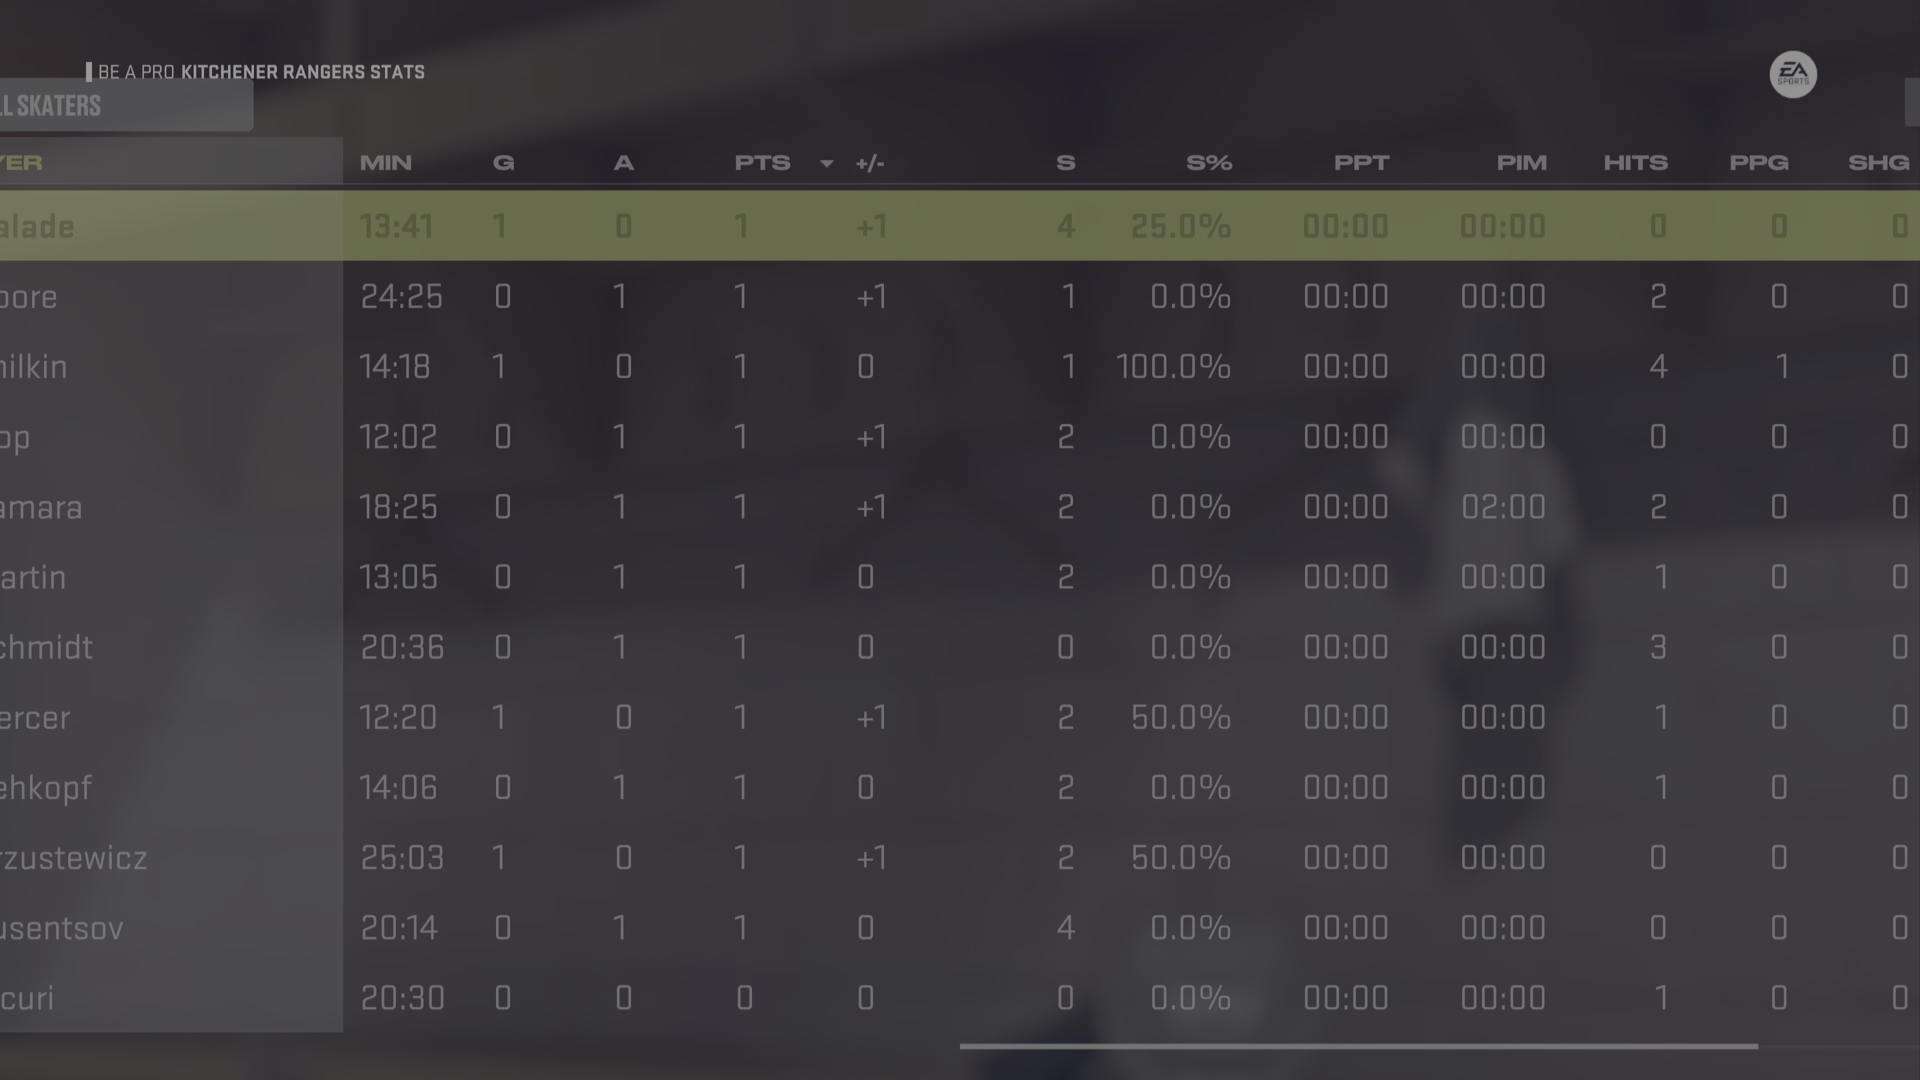 BE A PRO KITCHENER RANGERS STATS
EA SPORTS
LL SKATERS
YER MIN G A PTS +/- S S% PPT PIM HITS PPG SHG
alade 13:41 1 0 1 +1 4 25.0% 00:00 00:00 0 0 0
oore 24:25 0 1 1 +1 1 0.0% 00:00 00:00 2 0 0
hilkin 14:18 1 0 1 0 1 100.0% 00:00 00:00 4 1 0
op 12:02 0 1 1 +1 2 0.0% 00:00 00:00 0 0 0
amara 18:25 0 1 1 +1 2 0.0% 00:00 02:00 2 0 0
artin 13:05 0 1 1 0 2 0.0% 00:00 00:00 1 0 0
chmidt 20:36 0 1 1 0 0 0.0% 00:00 00:00 3 0 0
ercer 12:20 1 0 1 +1 2 50.0% 00:00 00:00 1 0 0
ehkopf 14:06 0 1 1 0 2 0.0% 00:00 00:00 1 0 0
rzustewicz 25:03 1 0 1 +1 2 50.0% 00:00 00:00 0 0 0
usentsov 20:14 0 1 1 0 4 0.0% 00:00 00:00 0 0 0
curi 20:30 0 0 0 0 0 0.0% 00:00 00:00 1 0 0